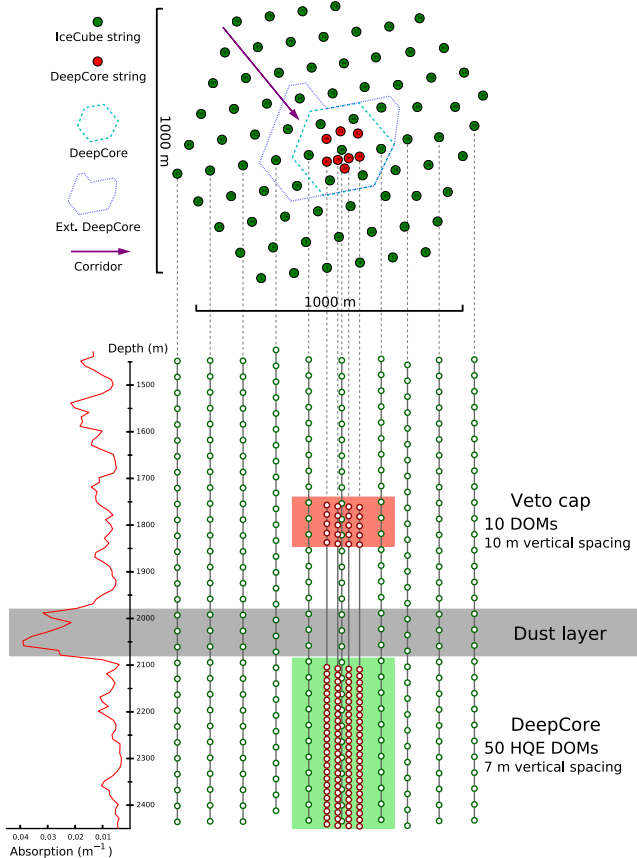 IceCube string
DeepCore string
DeepCore
Ext. DeepCore
Corridor
1000 m
1000 m
Depth (m)
1500
1600
1700
1800
1900
2000
2100
2200
2300
2400
0.04 0.03 0.02 0.01
Absorption (m⁻¹)
Veto cap
10 DOMs
10 m vertical spacing
Dust layer
DeepCore
50 HQE DOMs
7 m vertical spacing